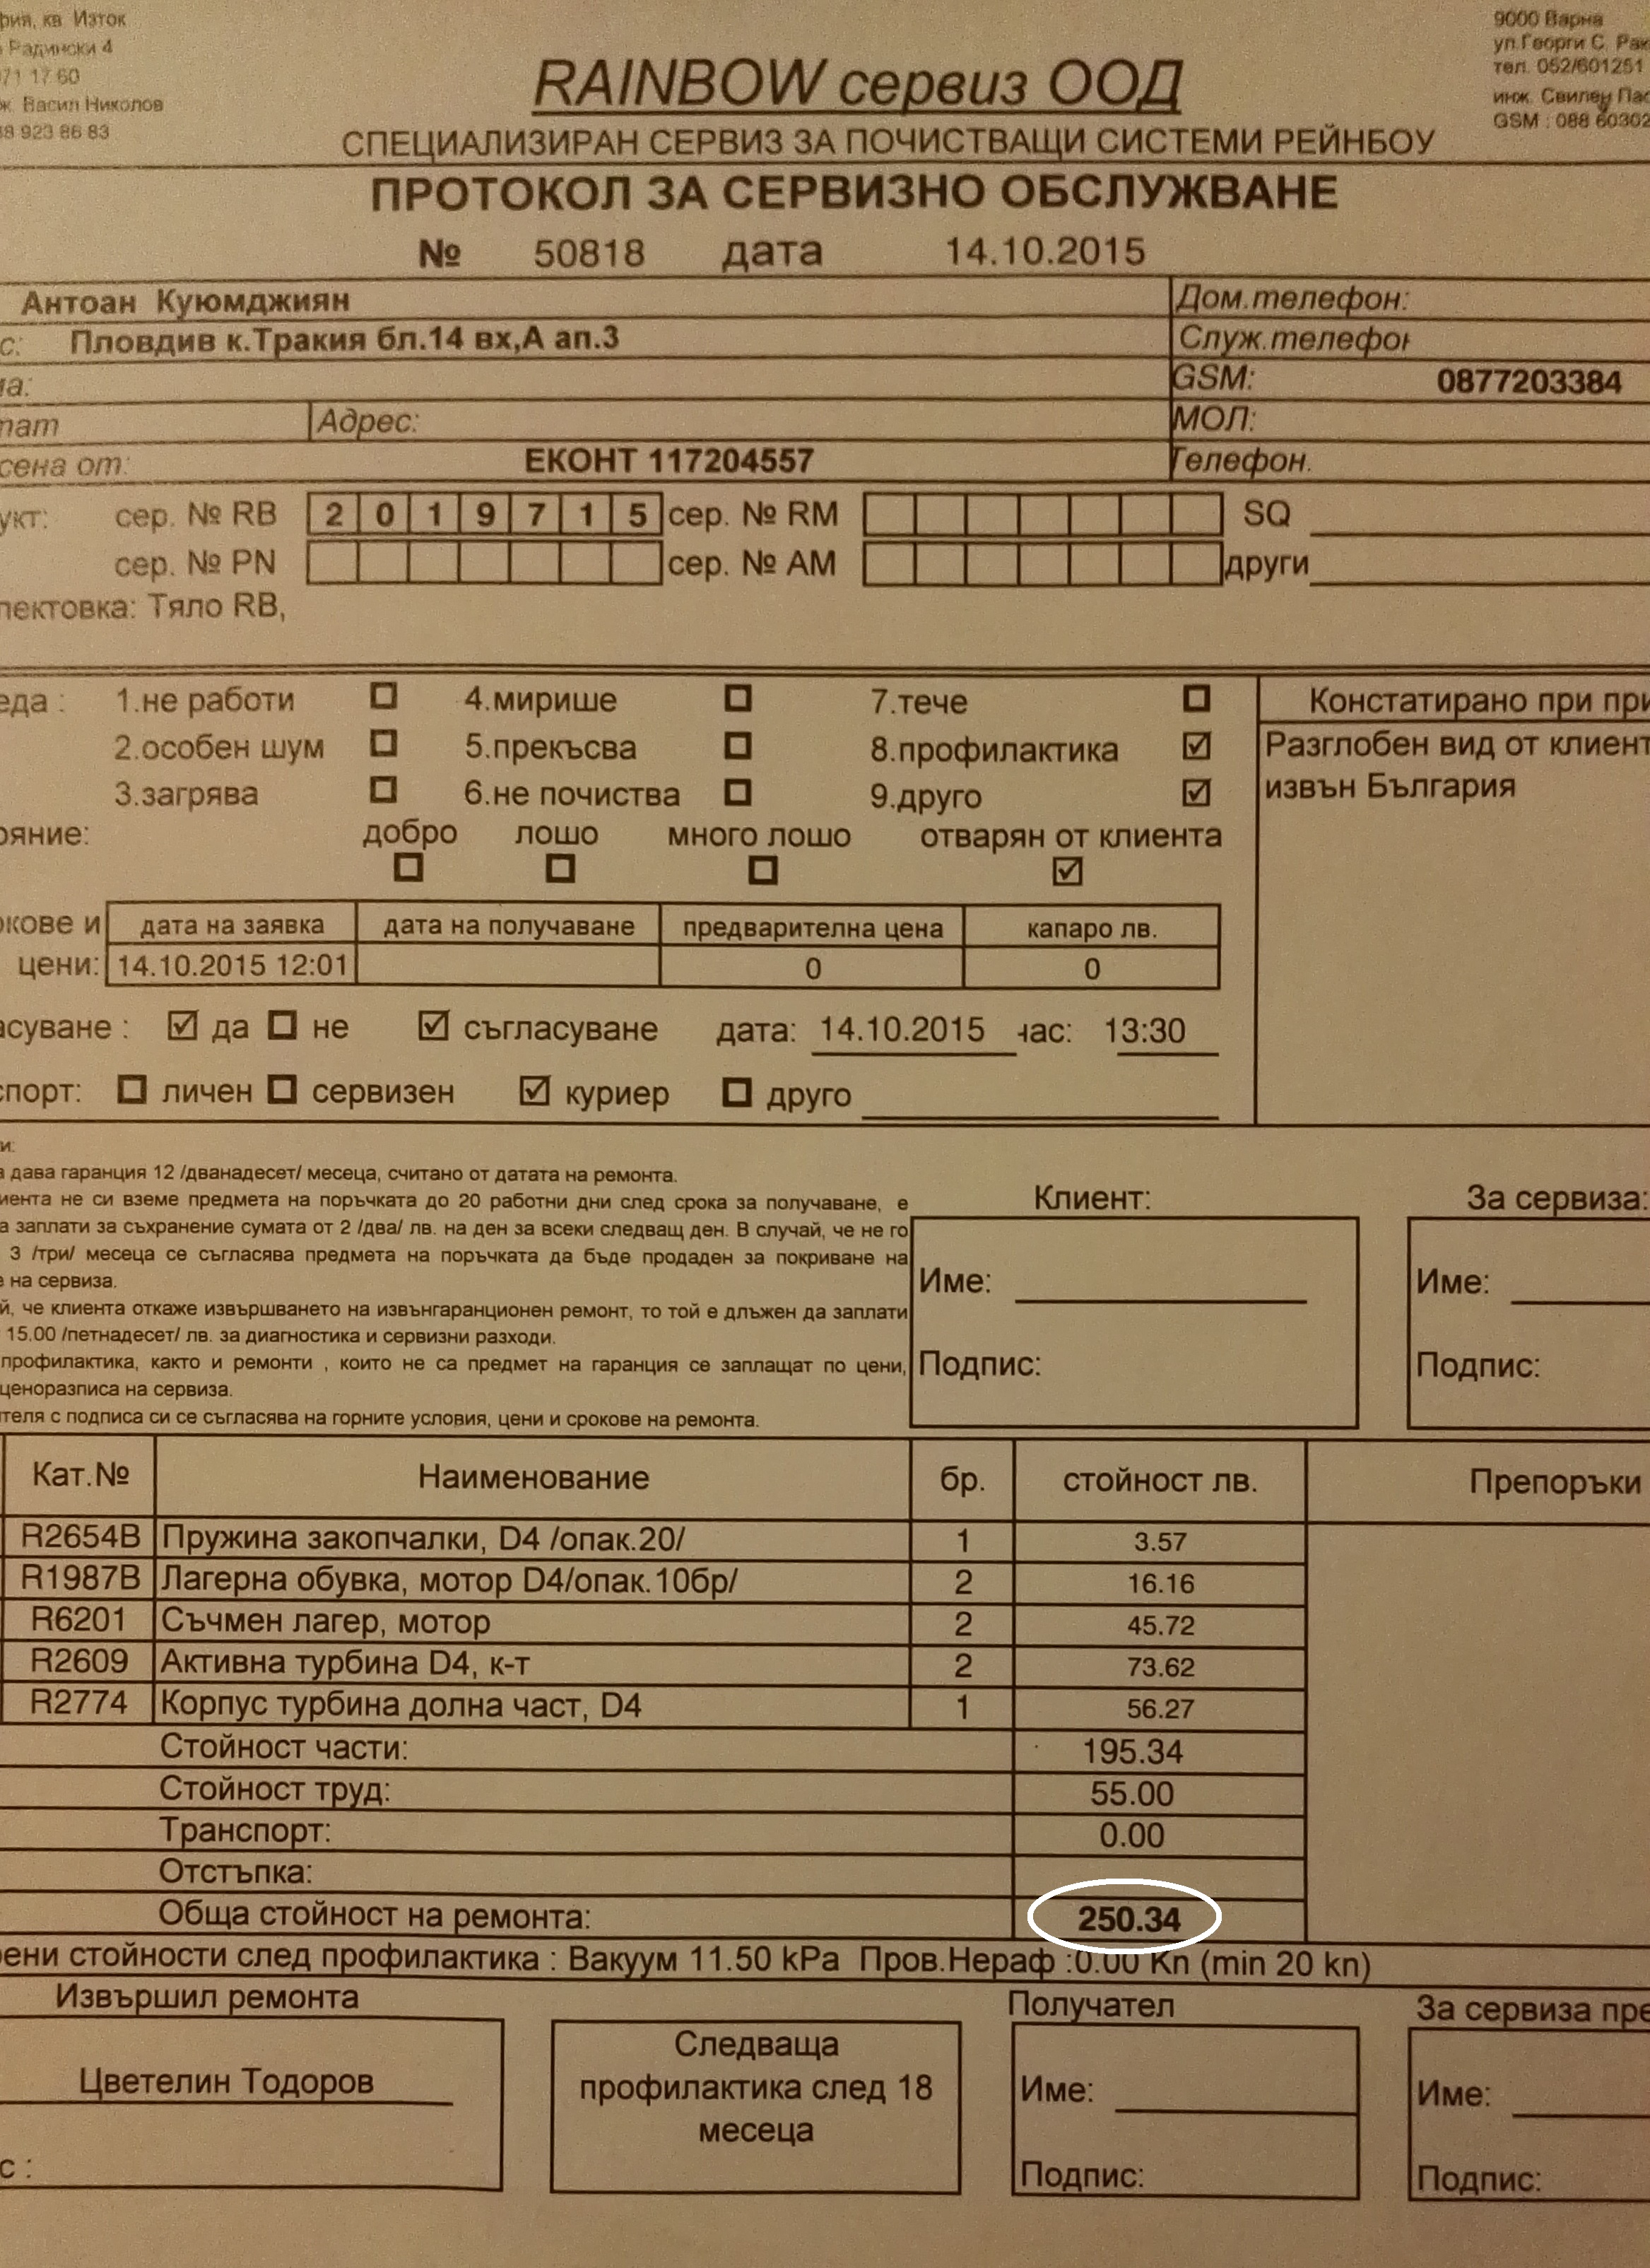 кв. Изток
Радински 4
71 17 60
Васил Николов
923 86 83
RAINBOW сервиз ООД
9000 Варна
ул.Георги С.
тел. 052/601251
инж. Свилен
GSM : 088
СПЕЦИАЛИЗИРАН СЕРВИЗ ЗА ПОЧИСТВАЩИ СИСТЕМИ РЕЙНБОУ
ПРОТОКОЛ ЗА СЕРВИЗНО ОБСЛУЖВАНЕ
№ 50818 дата 14.10.2015
Антоан Куюмджиян Дом.телефон:
с: Пловдив к.Тракия бл.14 вх,А ап.3 Служ.телефон
на: GSM: 0877203384
Адрес: МОЛ:
сена от: ЕКОНТ 117204557 Телефон.
укт: сер. № RB 2 0 1 9 7 1 5 сер. № RM SQ
сер. № PN сер. № AM други
лектовка: Тяло RB,
еда : 1.не работи 4.мирише 7.тече Констатирано при при
2.особен шум 5.прекъсва 8.профилактика Разглобен вид от клиент
3.загрява 6.не почиства 9.друго извън България
ояние: добро лошо много лошо отварян от клиента
окове и дата на заявка дата на получаване предварителна цена капаро лв.
цени: 14.10.2015 12:01 0 0
асуване : да не съгласуване дата: 14.10.2015 час: 13:30
спорт: личен сервизен куриер друго
и:
дава гаранция 12 /дванадесет/ месеца, считано от датата на ремонта.
иента не си вземе предмета на поръчката до 20 работни дни след срока за получаване, е
а заплати за съхранение сумата от 2 /два/ лв. на ден за всеки следващ ден. В случай, че не го
3 /три/ месеца се съгласява предмета на поръчката да бъде продаден за покриване на
е на сервиза.
й, че клиента откаже извършването на извънгаранционен ремонт, то той е длъжен да заплати
15.00 /петнадесет/ лв. за диагностика и сервизни разходи.
профилактика, както и ремонти , които не са предмет на гаранция се заплащат по цени,
ценоразписа на сервиза.
теля с подписа си се съгласява на горните условия, цени и срокове на ремонта.
Клиент: За сервиза:
Име: Име:
Подпис: Подпис:
Кат.№ Наименование бр. стойност лв. Препоръки
R2654B Пружина закопчалки, D4 /опак.20/ 1 3.57
R1987B Лагерна обувка, мотор D4/опак.10бр/ 2 16.16
R6201 Съчмен лагер, мотор 2 45.72
R2609 Активна турбина D4, к-т 2 73.62
R2774 Корпус турбина долна част, D4 1 56.27
Стойност части: 195.34
Стойност труд: 55.00
Транспорт: 0.00
Отстъпка:
Обща стойност на ремонта: 250.34
рени стойности след профилактика : Вакуум 11.50 kPa Пров.Нераф :0.00 Kn (min 20 kn)
Извършил ремонта Получател За сервиза пре
Цветелин Тодоров
Следваща
профилактика след 18
месеца
Име: Име:
с : Подпис: Подпис: